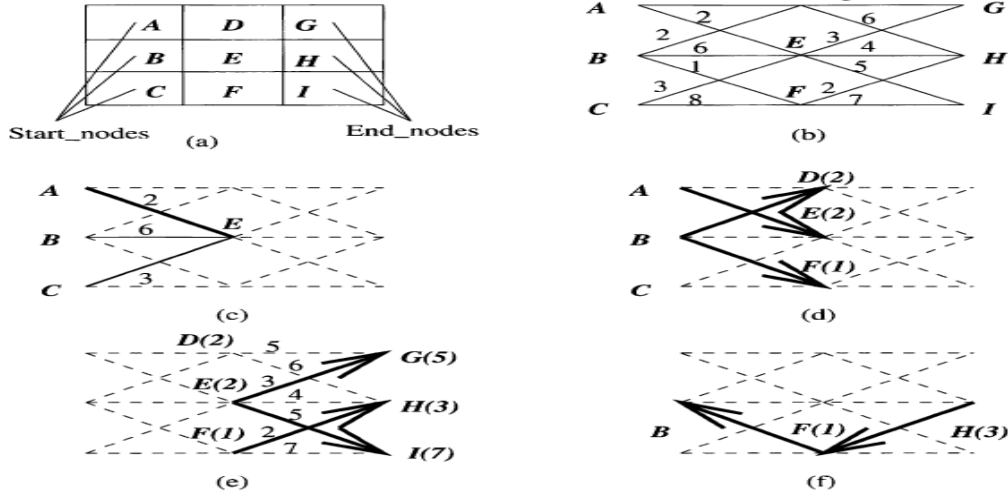 A D G
B E H
C F I
Start_nodes
End_nodes
(a)
A
2
6
G
2
3
B
6
E
4
H
1
5
3
2
C
8
F
7
I
(b)
A
2
E
B
6
3
C
(c)
A
D(2)
E(2)
B
F(1)
C
(d)
D(2)
5
6
G(5)
E(2)
3
4
H(3)
5
F(1)
2
7
I(7)
(e)
B
F(1)
H(3)
(f)